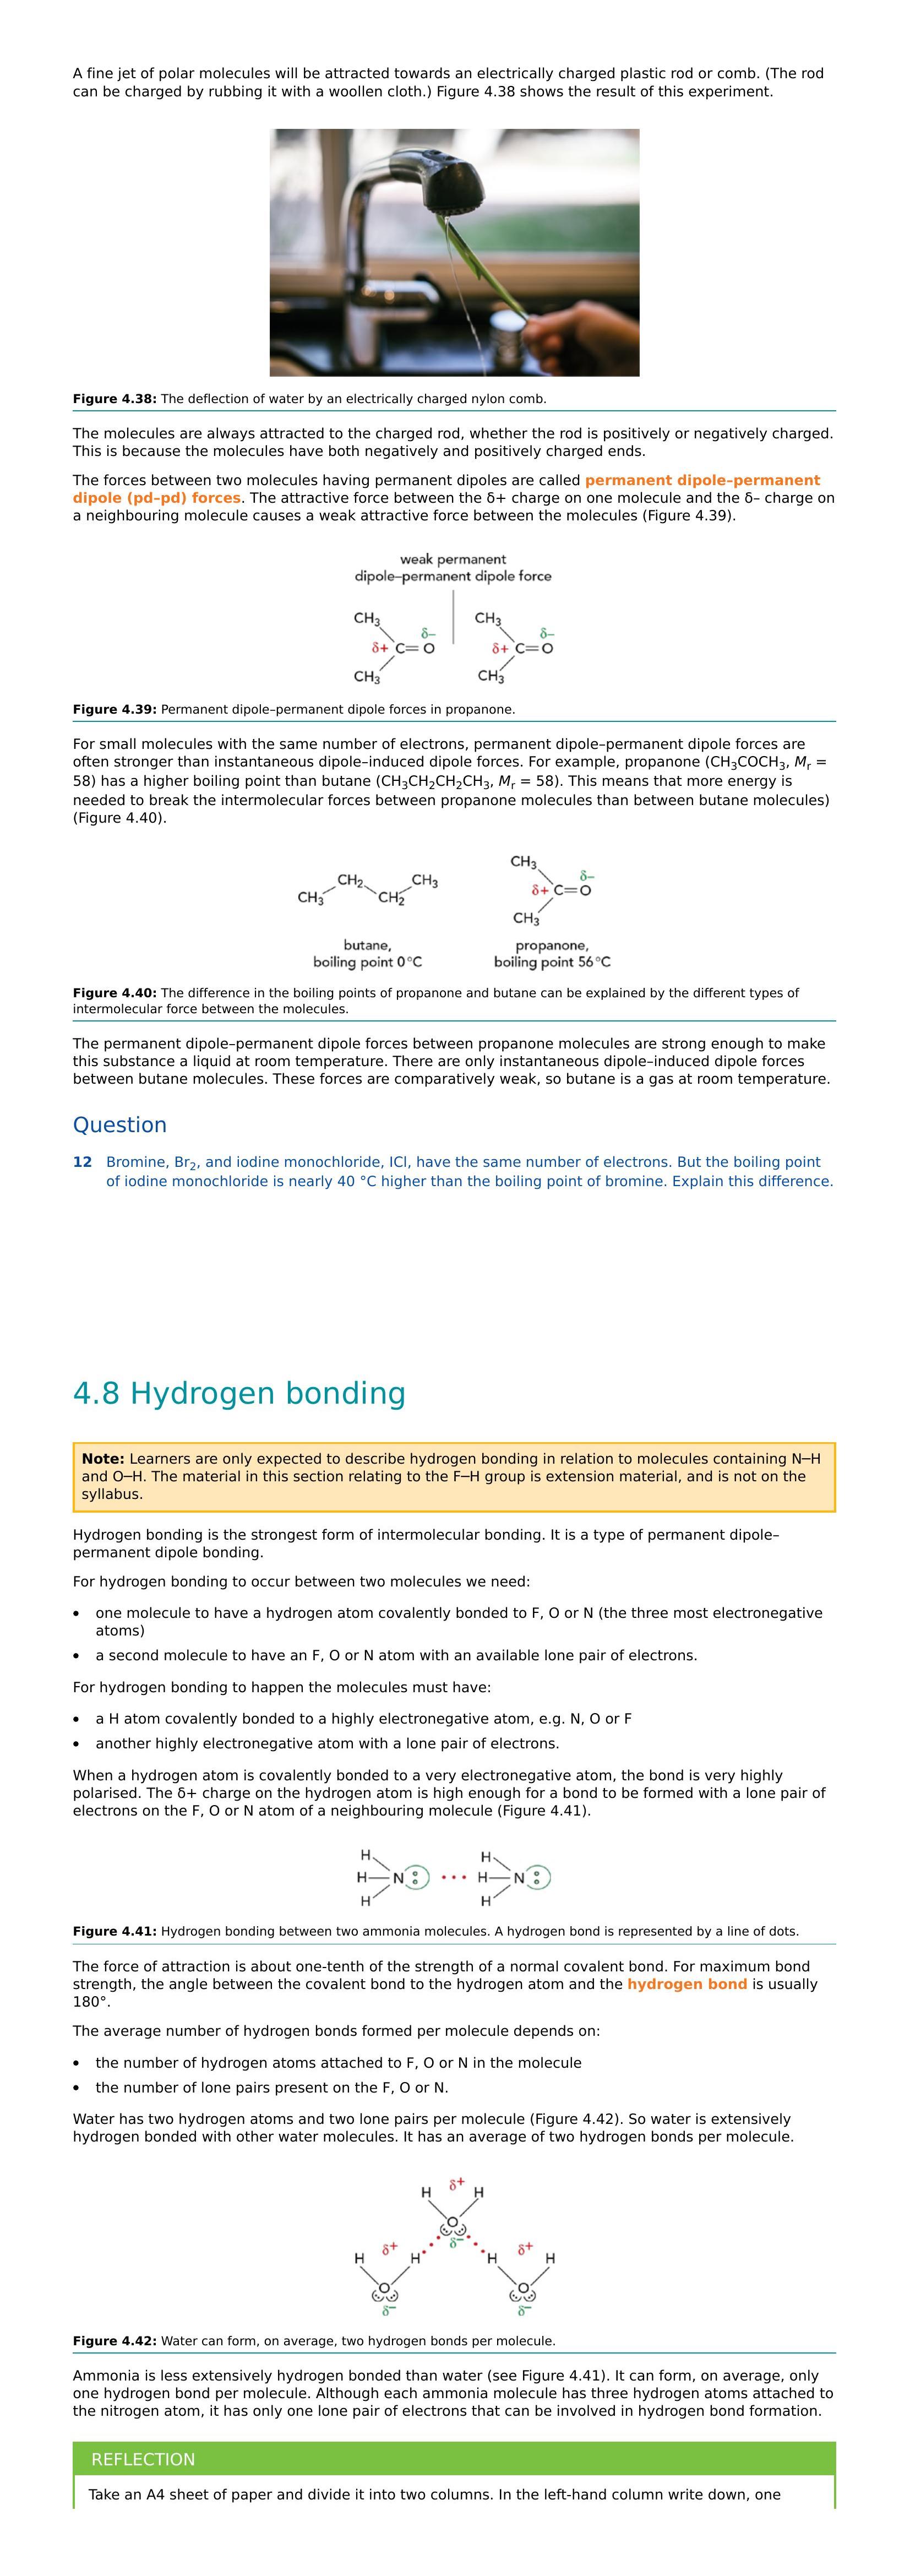 A fine jet of polar molecules will be attracted towards an electrically charged plastic rod or comb. (The rod
can be charged by rubbing it with a woollen cloth.) Figure 4.38 shows the result of this experiment.
Figure 4.38: The deflection of water by an electrically charged nylon comb.
The molecules are always attracted to the charged rod, whether the rod is positively or negatively charged.
This is because the molecules have both negatively and positively charged ends.
The forces between two molecules having permanent dipoles are called permanent dipole–permanent
dipole (pd–pd) forces. The attractive force between the δ+ charge on one molecule and the δ– charge on
a neighbouring molecule causes a weak attractive force between the molecules (Figure 4.39).
weak permanent
dipole–permanent dipole force
CH₃ CH₃
δ– δ–
δ+ C=O δ+ C=O
CH₃ CH₃
Figure 4.39: Permanent dipole–permanent dipole forces in propanone.
For small molecules with the same number of electrons, permanent dipole–permanent dipole forces are
often stronger than instantaneous dipole–induced dipole forces. For example, propanone (CH₃COCH₃, Mᵣ =
58) has a higher boiling point than butane (CH₃CH₂CH₂CH₃, Mᵣ = 58). This means that more energy is
needed to break the intermolecular forces between propanone molecules than between butane molecules)
(Figure 4.40).
CH₃ CH₂ CH₂ CH₃
butane,
boiling point 0 °C
CH₃
δ–
δ+ C=O
CH₃
propanone,
boiling point 56 °C
Figure 4.40: The difference in the boiling points of propanone and butane can be explained by the different types of
intermolecular force between the molecules.
The permanent dipole–permanent dipole forces between propanone molecules are strong enough to make
this substance a liquid at room temperature. There are only instantaneous dipole–induced dipole forces
between butane molecules. These forces are comparatively weak, so butane is a gas at room temperature.
Question
12 Bromine, Br₂, and iodine monochloride, ICl, have the same number of electrons. But the boiling point
of iodine monochloride is nearly 40 °C higher than the boiling point of bromine. Explain this difference.
4.8 Hydrogen bonding
Note: Learners are only expected to describe hydrogen bonding in relation to molecules containing N─H
and O─H. The material in this section relating to the F─H group is extension material, and is not on the
syllabus.
Hydrogen bonding is the strongest form of intermolecular bonding. It is a type of permanent dipole–
permanent dipole bonding.
For hydrogen bonding to occur between two molecules we need:
• one molecule to have a hydrogen atom covalently bonded to F, O or N (the three most electronegative
atoms)
• a second molecule to have an F, O or N atom with an available lone pair of electrons.
For hydrogen bonding to happen the molecules must have:
• a H atom covalently bonded to a highly electronegative atom, e.g. N, O or F
• another highly electronegative atom with a lone pair of electrons.
When a hydrogen atom is covalently bonded to a very electronegative atom, the bond is very highly
polarised. The δ+ charge on the hydrogen atom is high enough for a bond to be formed with a lone pair of
electrons on the F, O or N atom of a neighbouring molecule (Figure 4.41).
H H
H—N H—N
H H
Figure 4.41: Hydrogen bonding between two ammonia molecules. A hydrogen bond is represented by a line of dots.
The force of attraction is about one-tenth of the strength of a normal covalent bond. For maximum bond
strength, the angle between the covalent bond to the hydrogen atom and the hydrogen bond is usually
180°.
The average number of hydrogen bonds formed per molecule depends on:
• the number of hydrogen atoms attached to F, O or N in the molecule
• the number of lone pairs present on the F, O or N.
Water has two hydrogen atoms and two lone pairs per molecule (Figure 4.42). So water is extensively
hydrogen bonded with other water molecules. It has an average of two hydrogen bonds per molecule.
δ+
H H
O
δ–
δ+ δ+
H H H H
O O
δ– δ–
Figure 4.42: Water can form, on average, two hydrogen bonds per molecule.
Ammonia is less extensively hydrogen bonded than water (see Figure 4.41). It can form, on average, only
one hydrogen bond per molecule. Although each ammonia molecule has three hydrogen atoms attached to
the nitrogen atom, it has only one lone pair of electrons that can be involved in hydrogen bond formation.
REFLECTION
Take an A4 sheet of paper and divide it into two columns. In the left-hand column write down, one